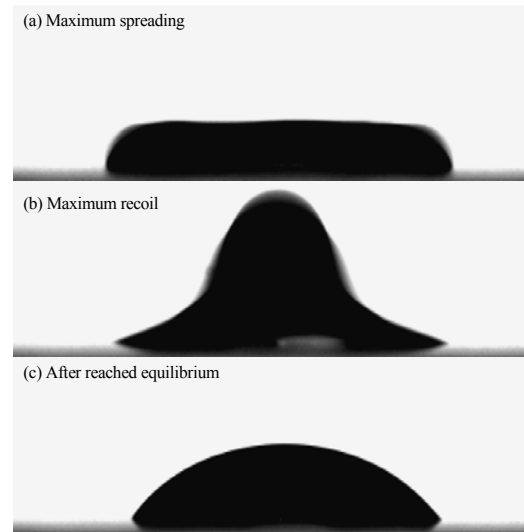 (a) Maximum spreading
(b) Maximum recoil
(c) After reached equilibrium